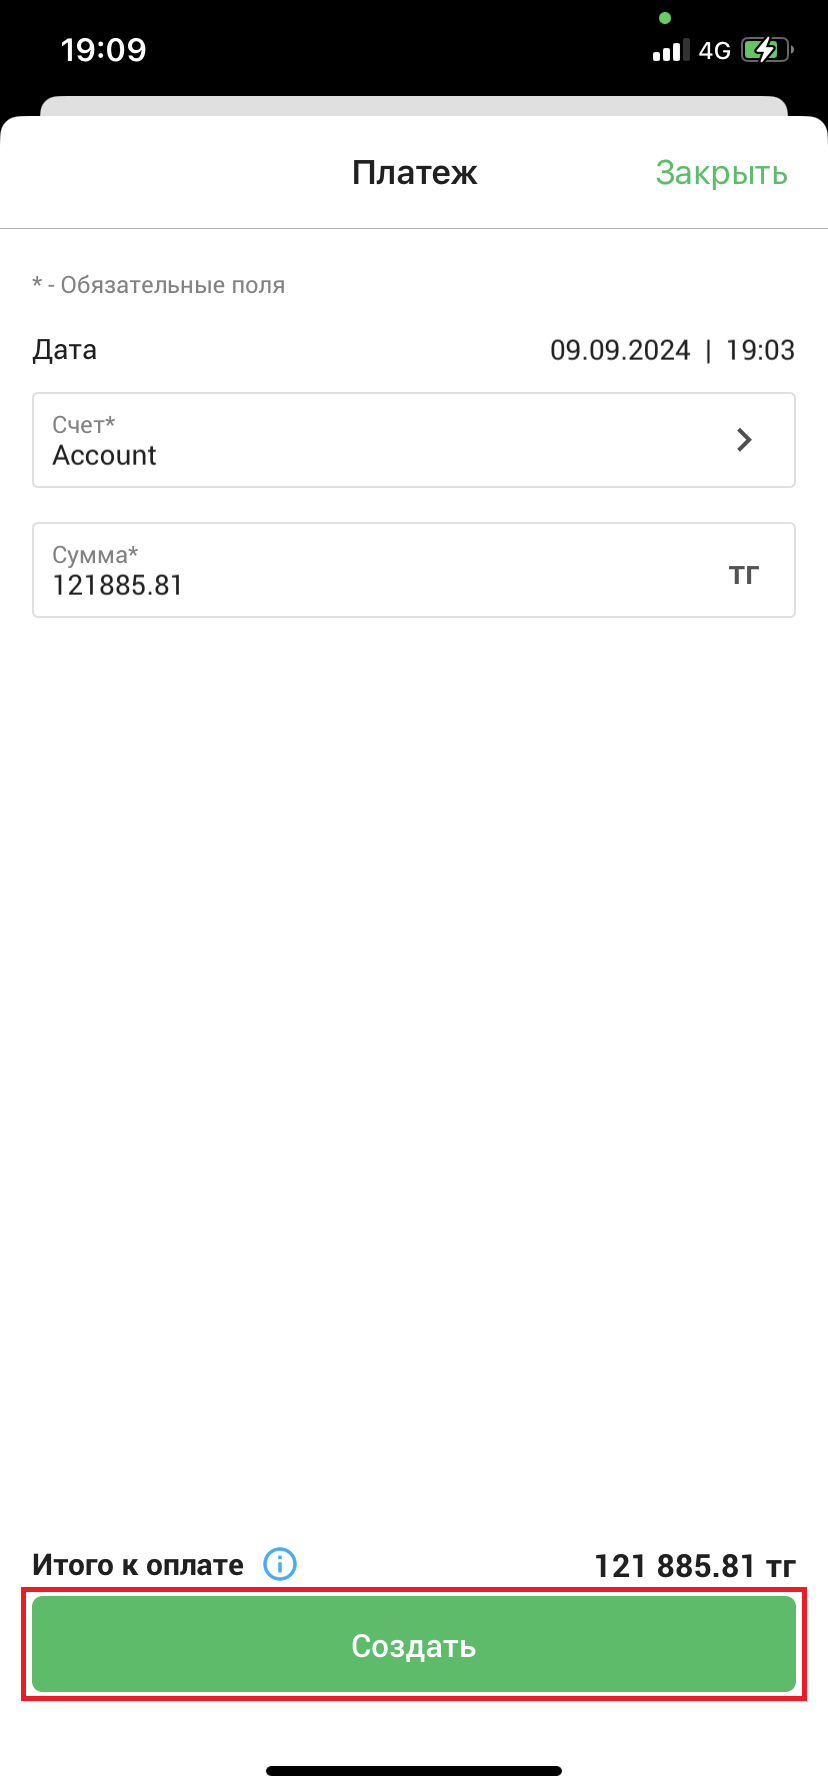 19:09
4G
Платеж
Закрыть
* - Обязательные поля
Дата
09.09.2024 | 19:03
Счет*
Account
Сумма*
121885.81
тг
Итого к оплате
121 885.81 тг
Создать